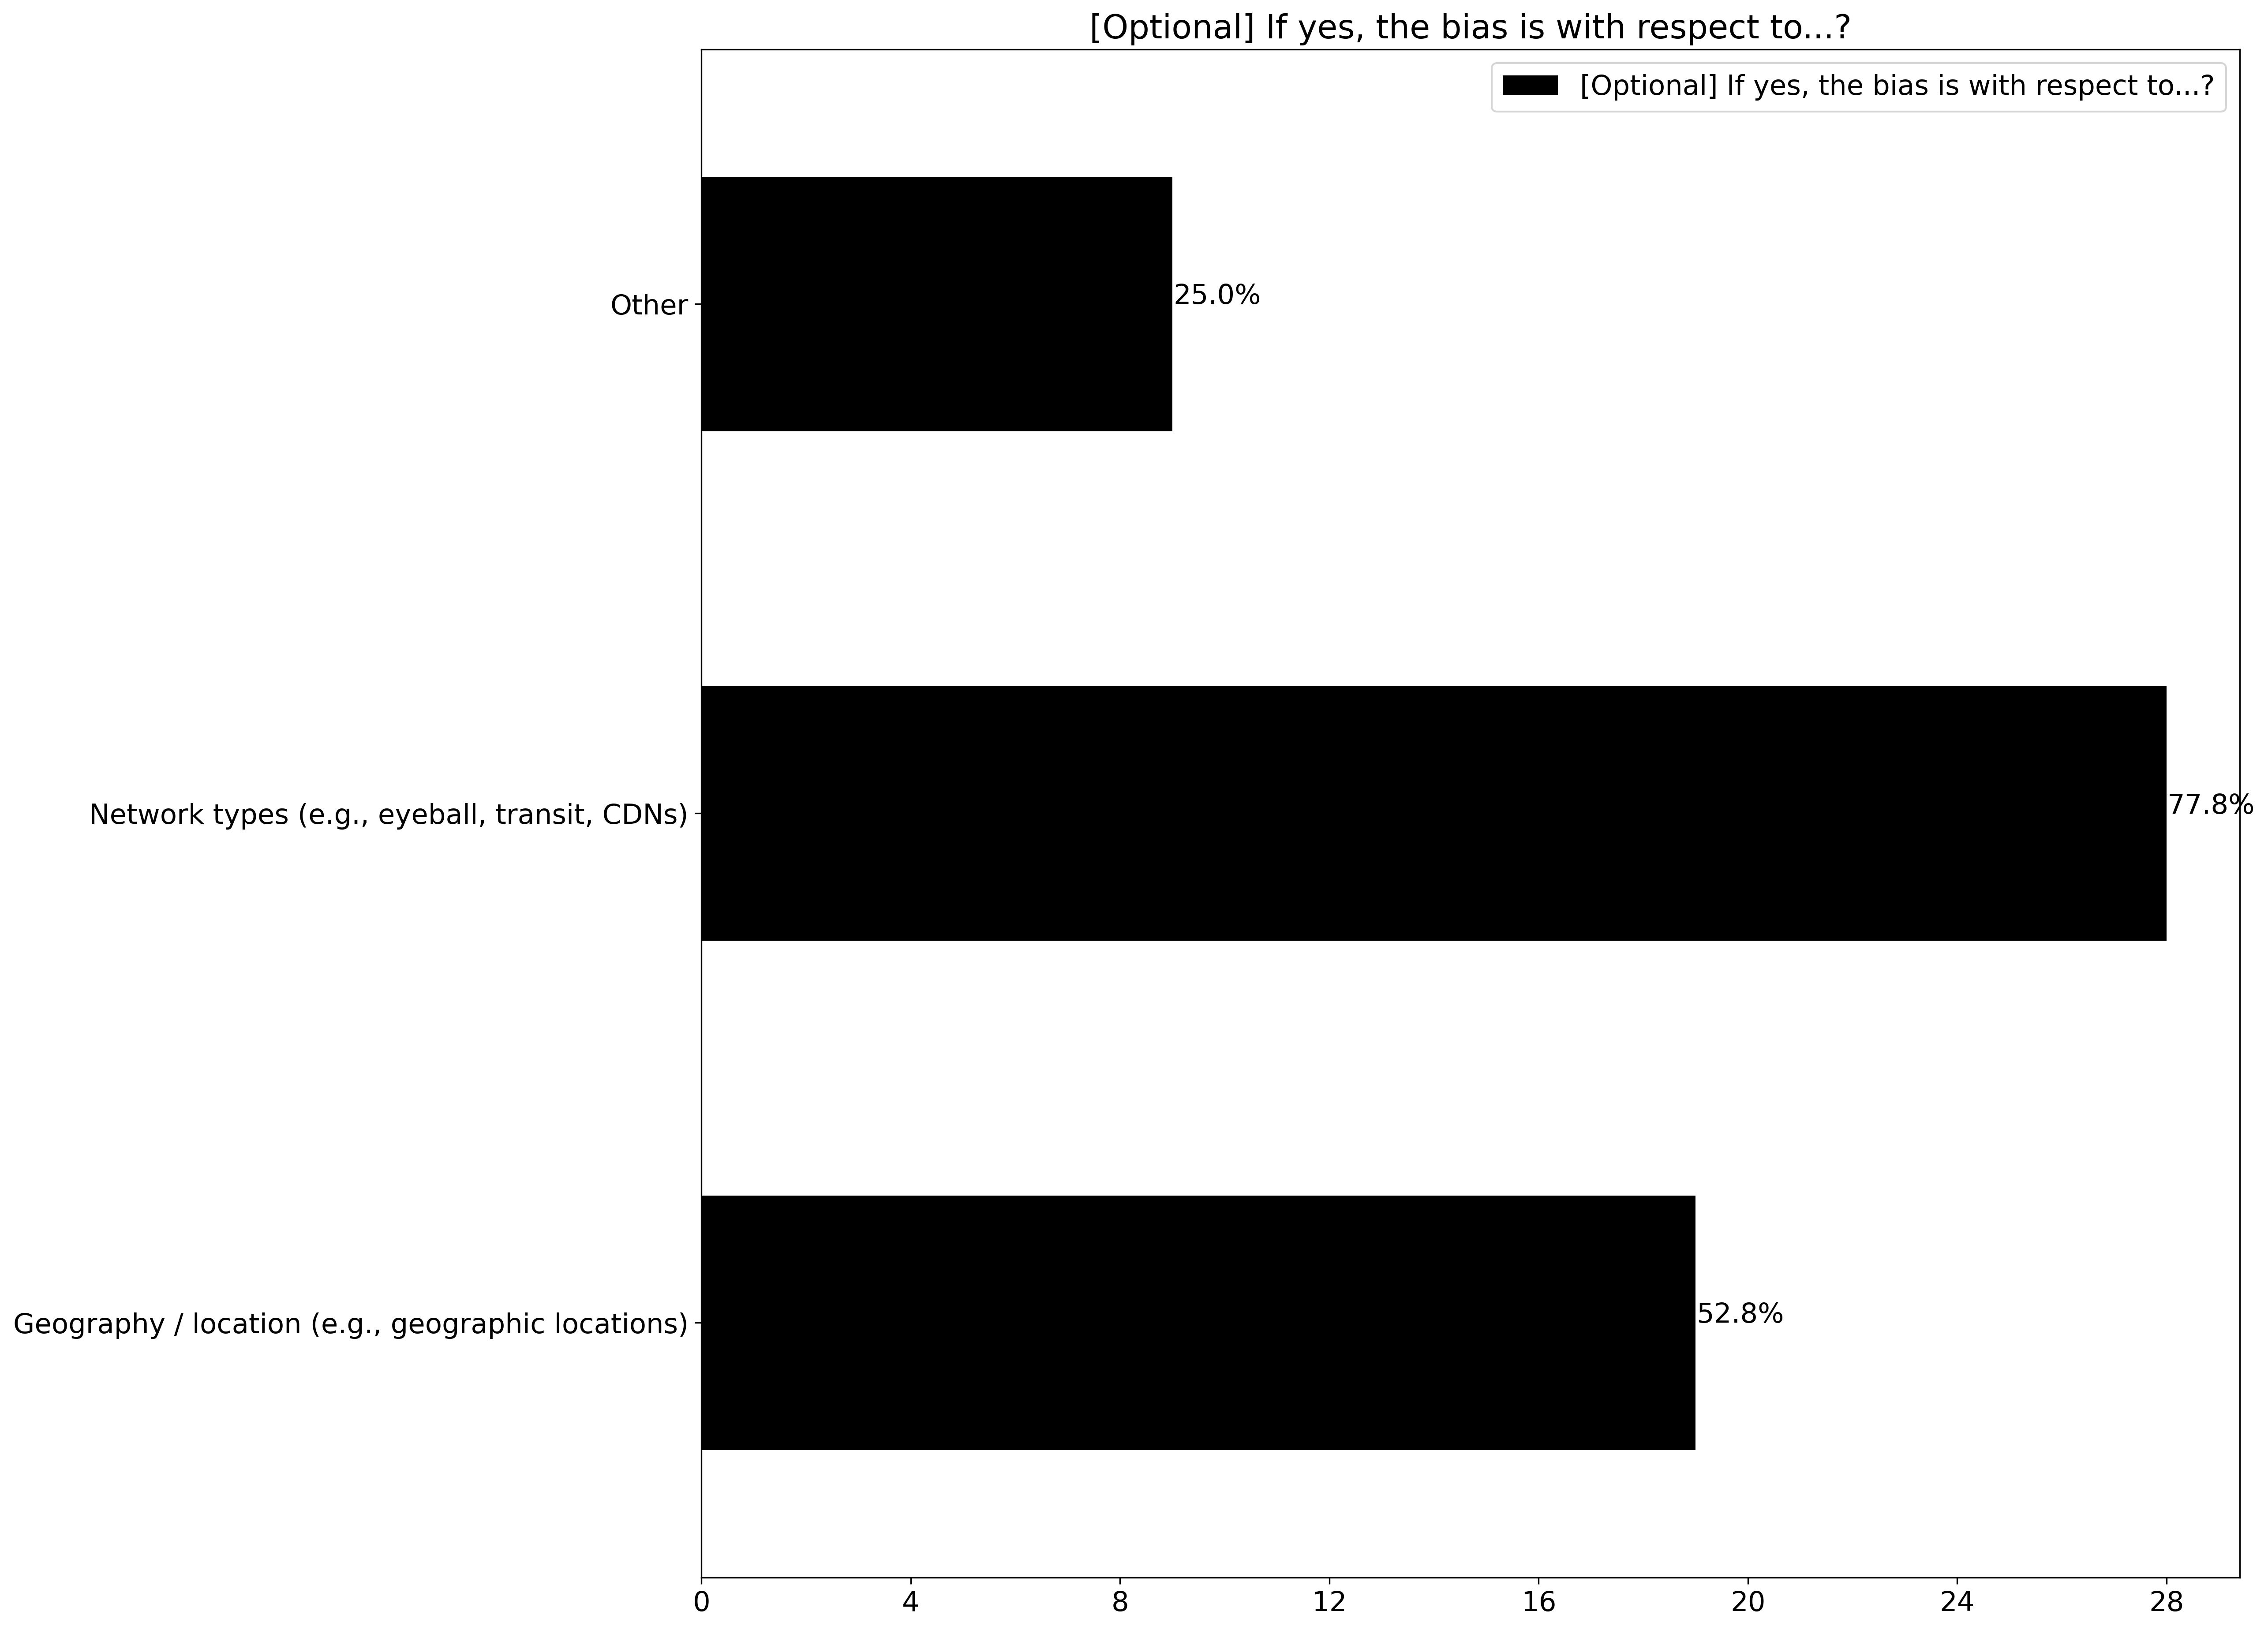 [Optional] If yes, the bias is with respect to...?
[Optional] If yes, the bias is with respect to...?
Other
25.0%
Network types (e.g., eyeball, transit, CDNs)
77.8%
Geography / location (e.g., geographic locations)
52.8%
0 4 8 12 16 20 24 28